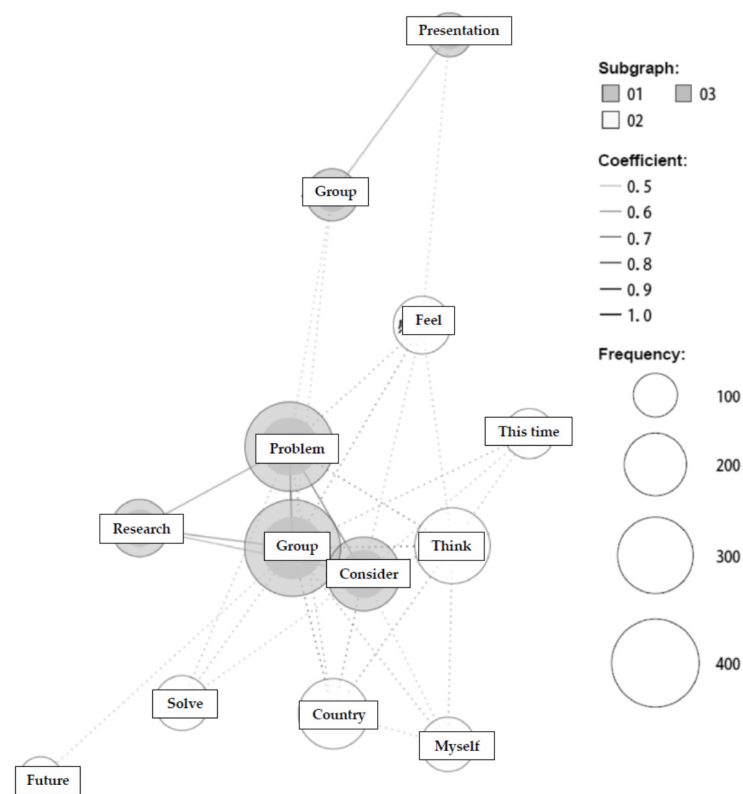 Presentation
Subgraph:
01 03
02
Coefficient:
0.5
0.6
0.7
0.8
0.9
1.0
Group
Feel
Frequency:
100
200
300
400
This time
Problem
Research
Group
Think
Consider
Solve
Country
Myself
Future